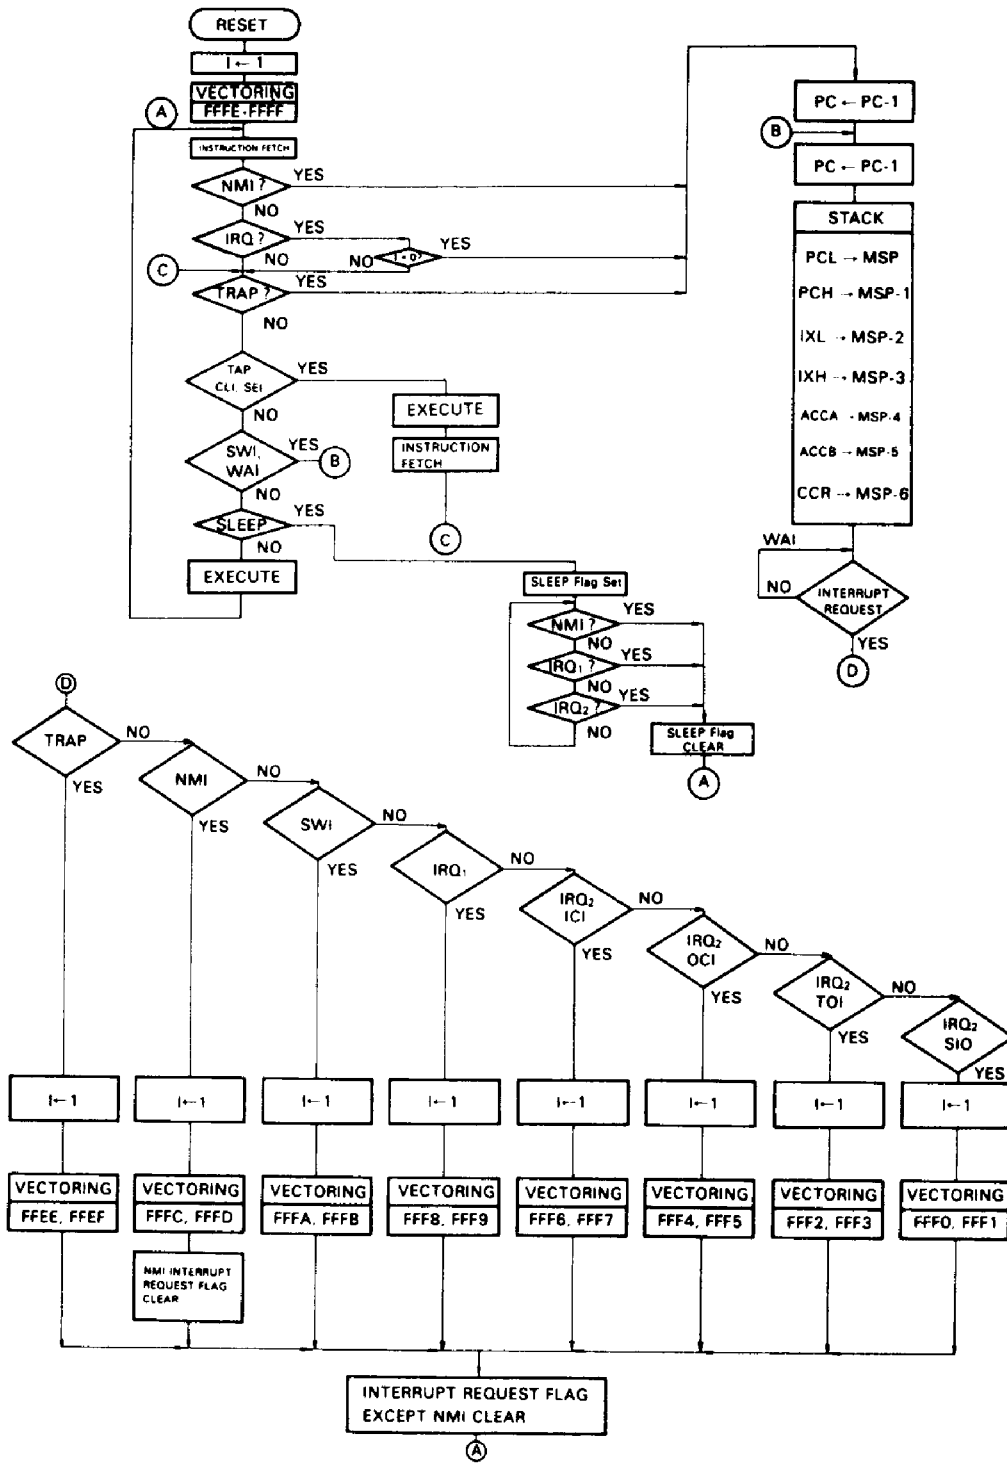 RESET
I ← 1
VECTORING
FFFE - FFFF
A
INSTRUCTION FETCH
NMI ?
YES
NO
IRQ ?
YES
NO
I = 0?
YES
NO
C
TRAP ?
YES
NO
TAP
CLI, SEI
YES
NO
EXECUTE
INSTRUCTION
FETCH
C
SWI,
WAI
YES
B
NO
SLEEP
YES
NO
EXECUTE
PC ← PC-1
B
PC ← PC-1
STACK
PCL → MSP
PCH → MSP-1
IXL → MSP-2
IXH → MSP-3
ACCA → MSP-4
ACCB → MSP-5
CCR → MSP-6
WAI
NO
INTERRUPT
REQUEST
YES
D
SLEEP Flag Set
NMI ?
YES
NO
IRQ₁ ?
YES
NO
IRQ₂ ?
YES
NO
SLEEP Flag
CLEAR
A
D
TRAP
NO
YES
NMI
NO
YES
SWI
NO
YES
IRQ₁
NO
YES
IRQ₂
ICI
NO
YES
IRQ₂
OCI
NO
YES
IRQ₂
TOI
NO
YES
IRQ₂
SIO
YES
I←1
I←1
I←1
I←1
I←1
I←1
I←1
I←1
VECTORING
FFEE, FFEF
VECTORING
FFFC, FFFD
VECTORING
FFFA, FFFB
VECTORING
FFF8, FFF9
VECTORING
FFF6, FFF7
VECTORING
FFF4, FFF5
VECTORING
FFF2, FFF3
VECTORING
FFF0, FFF1
NMI INTERRUPT
REQUEST FLAG
CLEAR
INTERRUPT REQUEST FLAG
EXCEPT NMI CLEAR
A